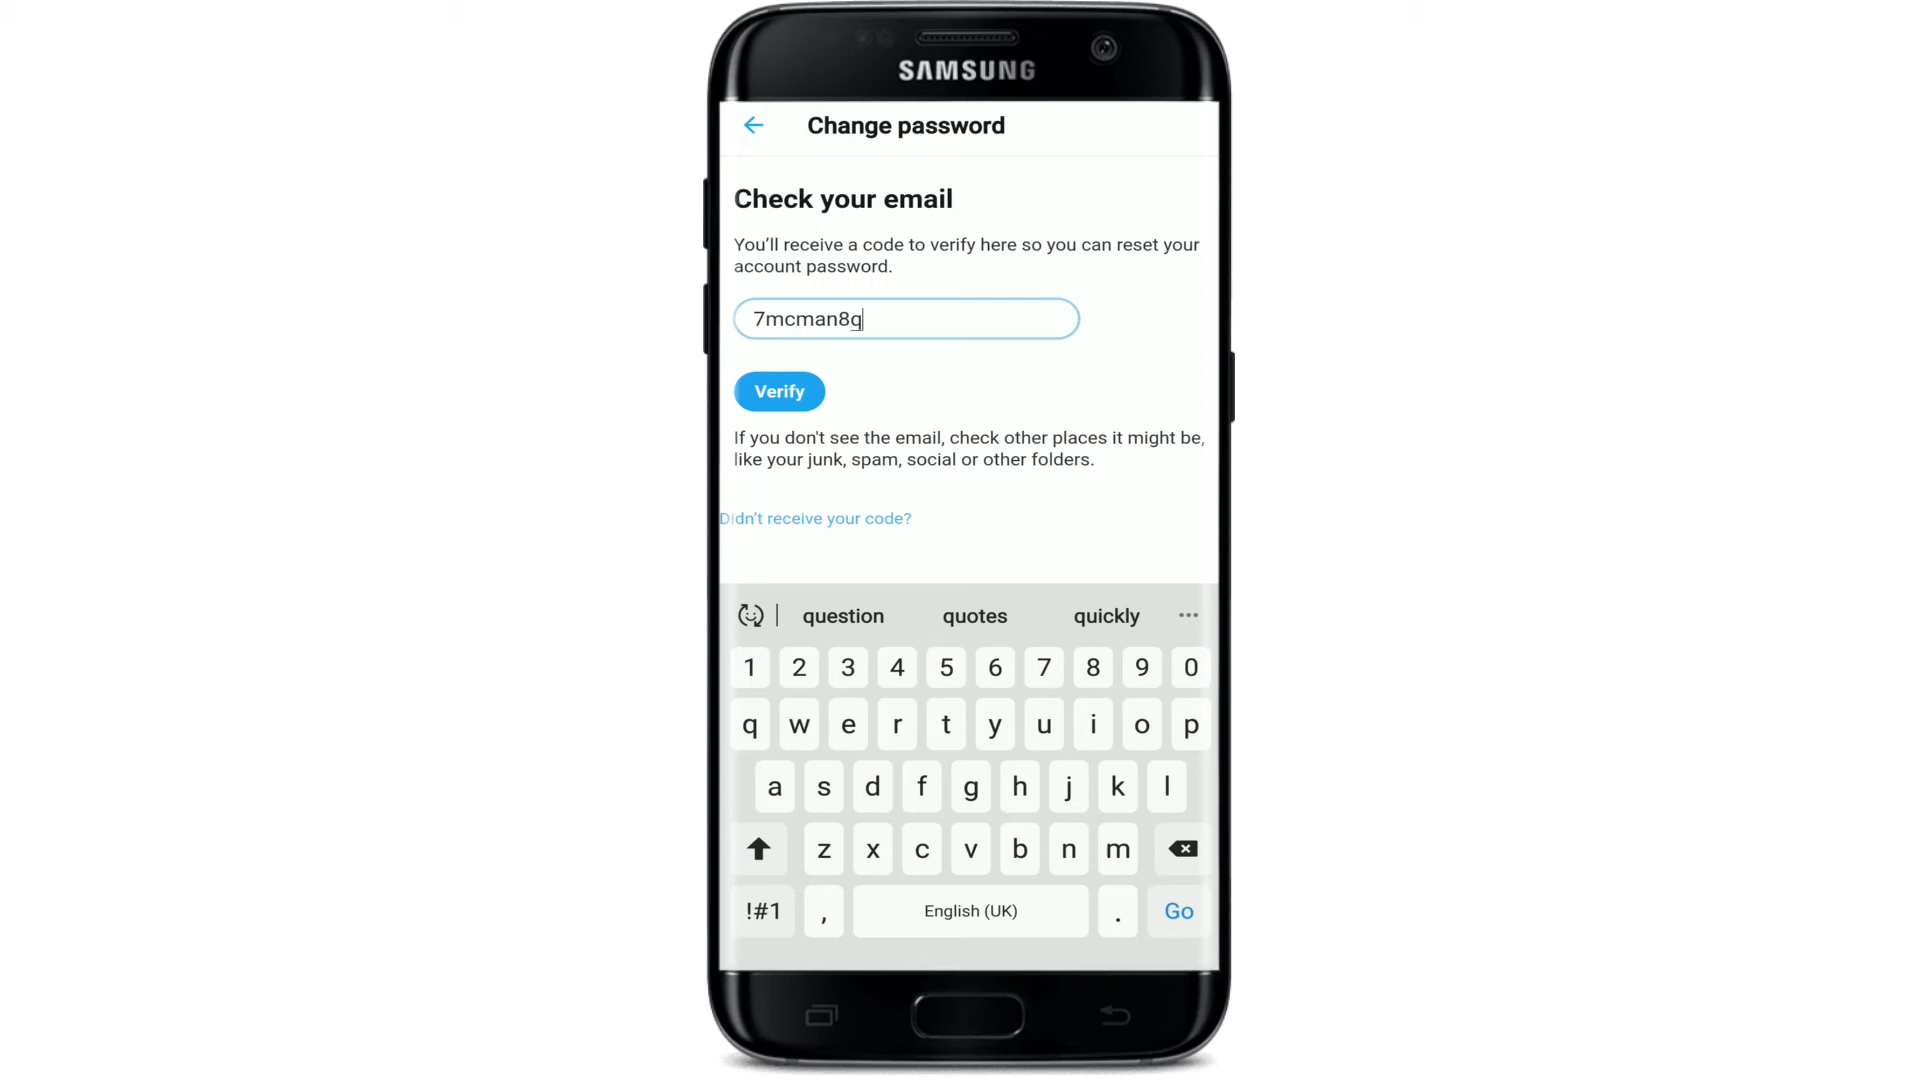 SAMSUNG
Change password
Check your email
You’ll receive a code to verify here so you can reset your
account password.
7mcman8q
Verify
If you don't see the email, check other places it might be,
like your junk, spam, social or other folders.
Didn’t receive your code?
question quotes quickly
1 2 3 4 5 6 7 8 9 0
q w e r t y u i o p
a s d f g h j k l
z x c v b n m
!#1 , English (UK) . Go